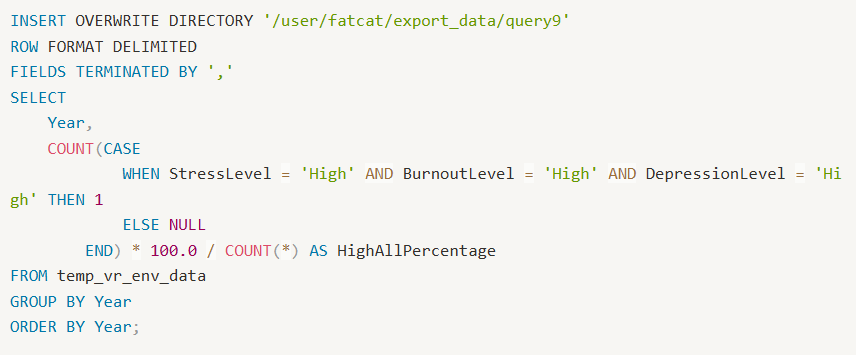 INSERT OVERWRITE DIRECTORY '/user/fatcat/export_data/query9'
ROW FORMAT DELIMITED
FIELDS TERMINATED BY ','
SELECT
    Year,
    COUNT(CASE
            WHEN StressLevel = 'High' AND BurnoutLevel = 'High' AND DepressionLevel = 'Hi
gh' THEN 1
            ELSE NULL
        END) * 100.0 / COUNT(*) AS HighAllPercentage
FROM temp_vr_env_data
GROUP BY Year
ORDER BY Year;